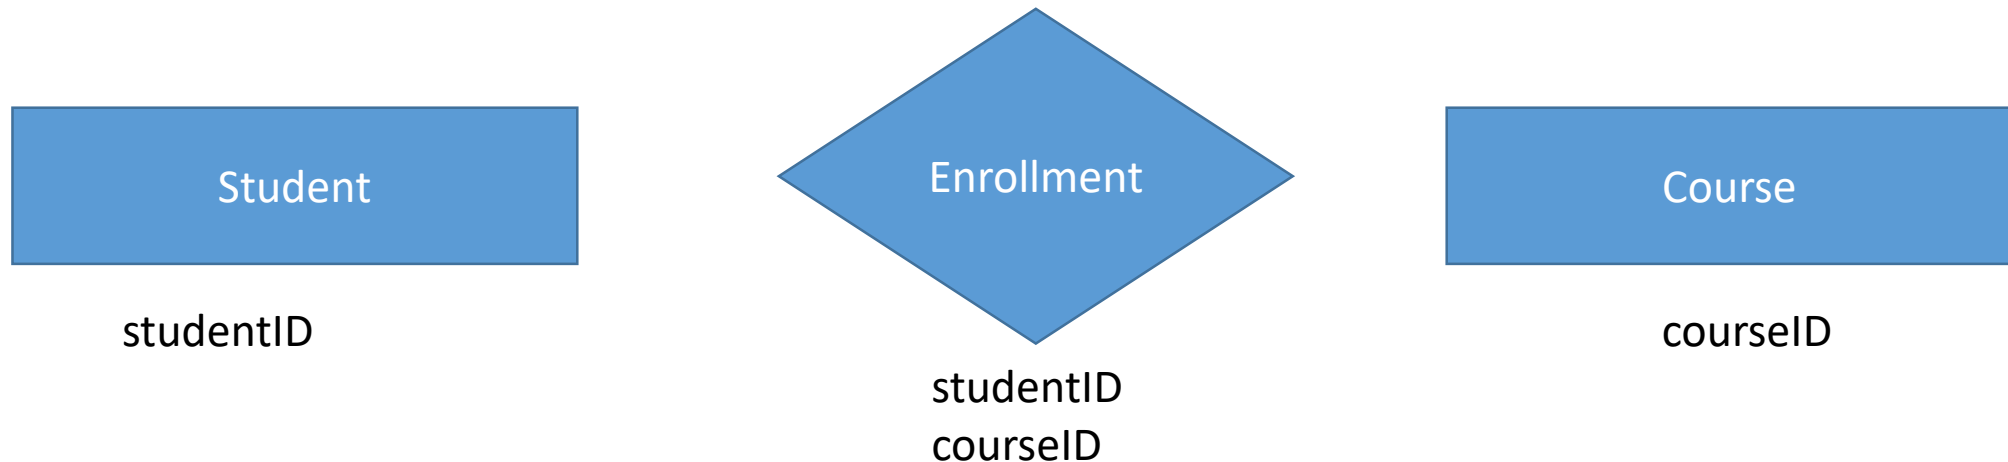 Student
Enrollment
Course
studentID
courseID
studentID
courseID